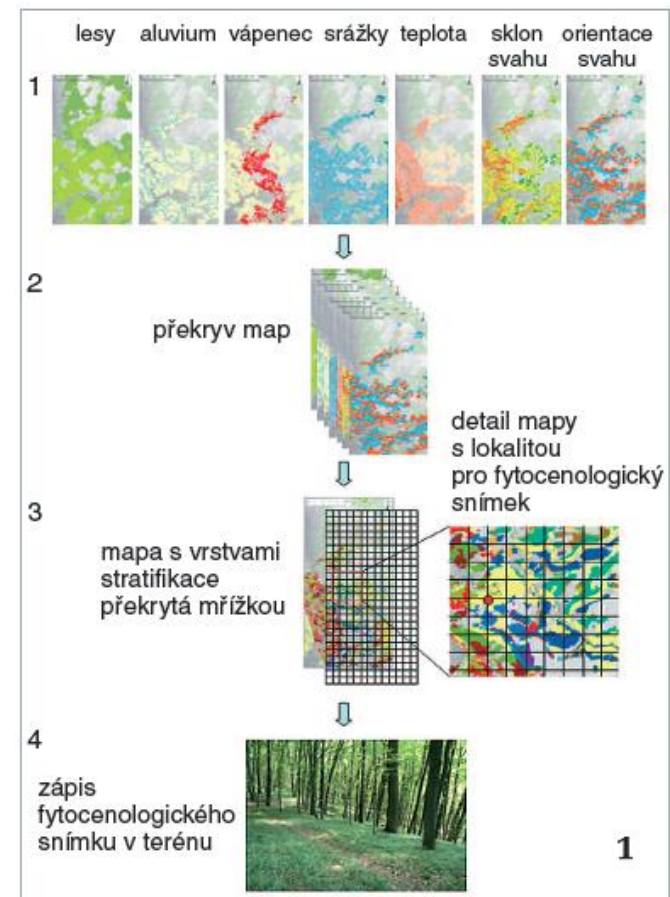 lesy aluvium vápenec srážky teplota sklon svahu orientace svahu
1
2
překryv map
detail mapy
s lokalitou
pro fytocenologický
snímek
3
mapa s vrstvami
stratifikace
překrytá mřížkou
4
zápis
fytocenologického
snímku v terénu
1